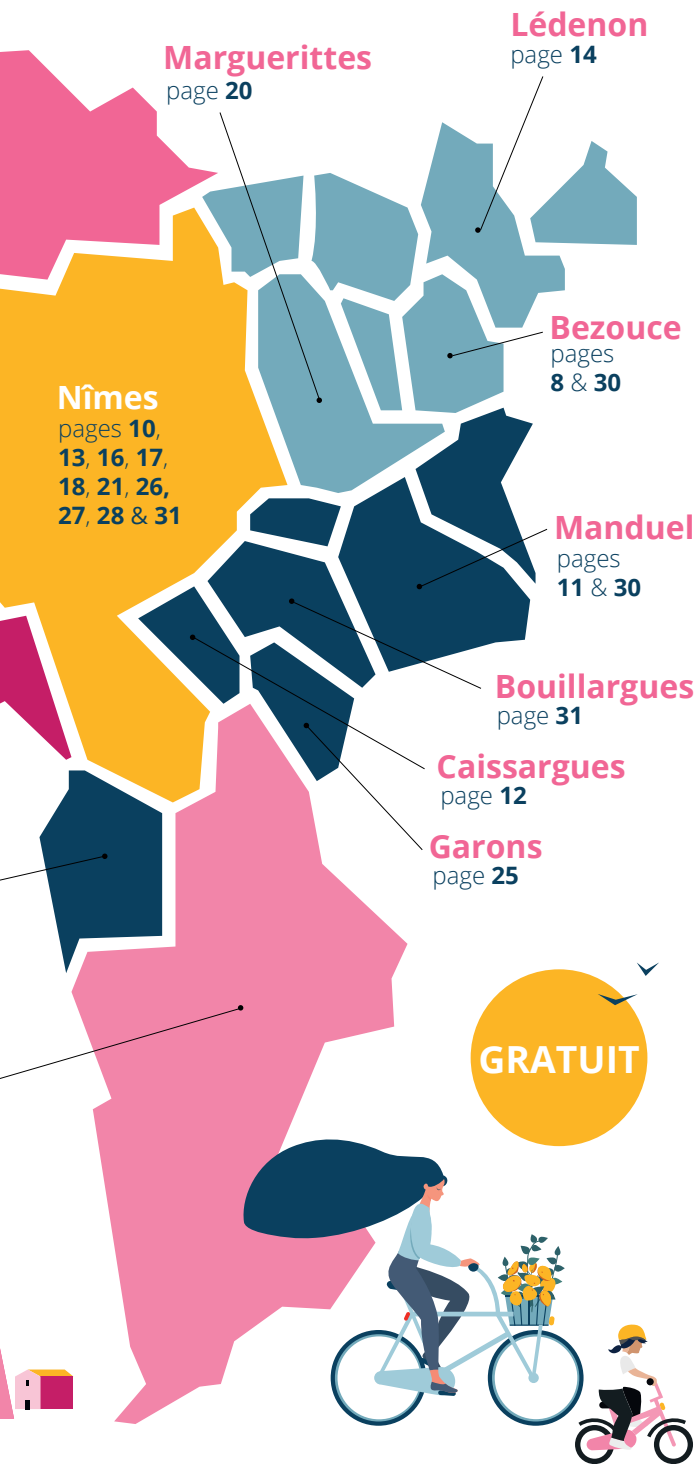 Lédenon
page 14
Marguerittes
page 20
Bezouce
pages
8 & 30
Nîmes
pages 10,
13, 16, 17,
18, 21, 26,
27, 28 & 31
Manduel
pages
11 & 30
Bouillargues
page 31
Caissargues
page 12
Garons
page 25
GRATUIT